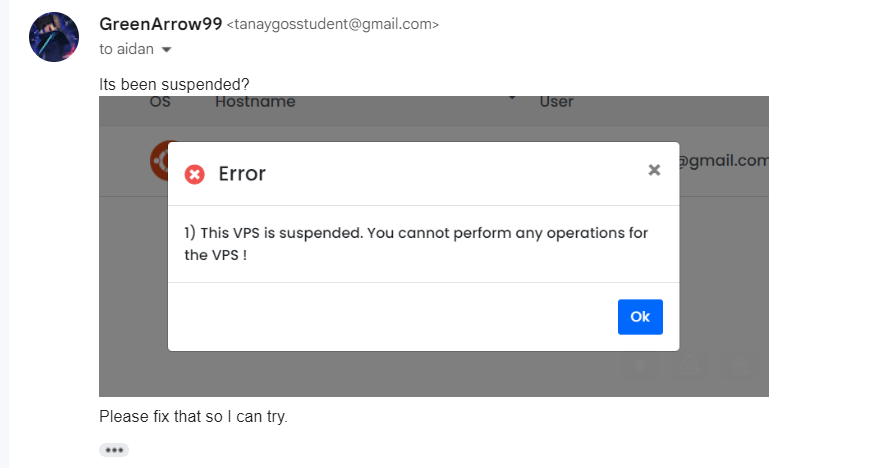 GreenArrow99 <tanaygosstudent@gmail.com>
to aidan
Its been suspended?
OS Hostname User
@gmail.com
Error
1) This VPS is suspended. You cannot perform any operations for
the VPS !
Ok
Please fix that so I can try.